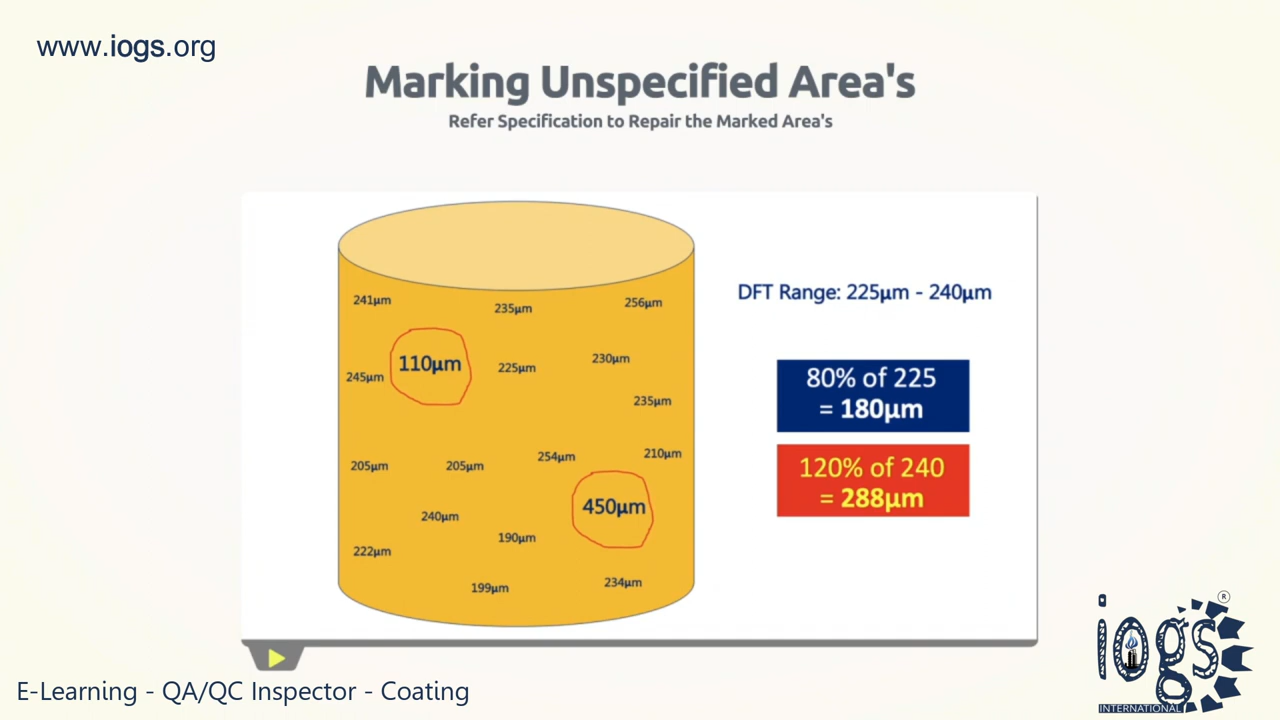 www.iogs.org
Marking Unspecified Area's
Refer Specification to Repair the Marked Area's
241µm
235µm
256µm
DFT Range: 225µm - 240µm
110µm
245µm
225µm
230µm
235µm
80% of 225
= 180µm
205µm
205µm
254µm
210µm
120% of 240
= 288µm
450µm
240µm
190µm
222µm
199µm
234µm
iogs
®
INTERNATIONAL
E-Learning - QA/QC Inspector - Coating